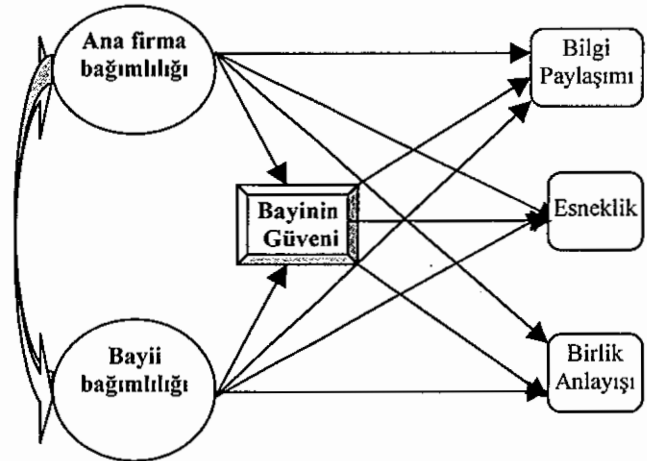 Ana firma
bağımlılığı
Bilgi
Paylaşımı
Bayinin
Güveni
Esneklik
Bayii
bağımlılığı
Birlik
Anlayışı